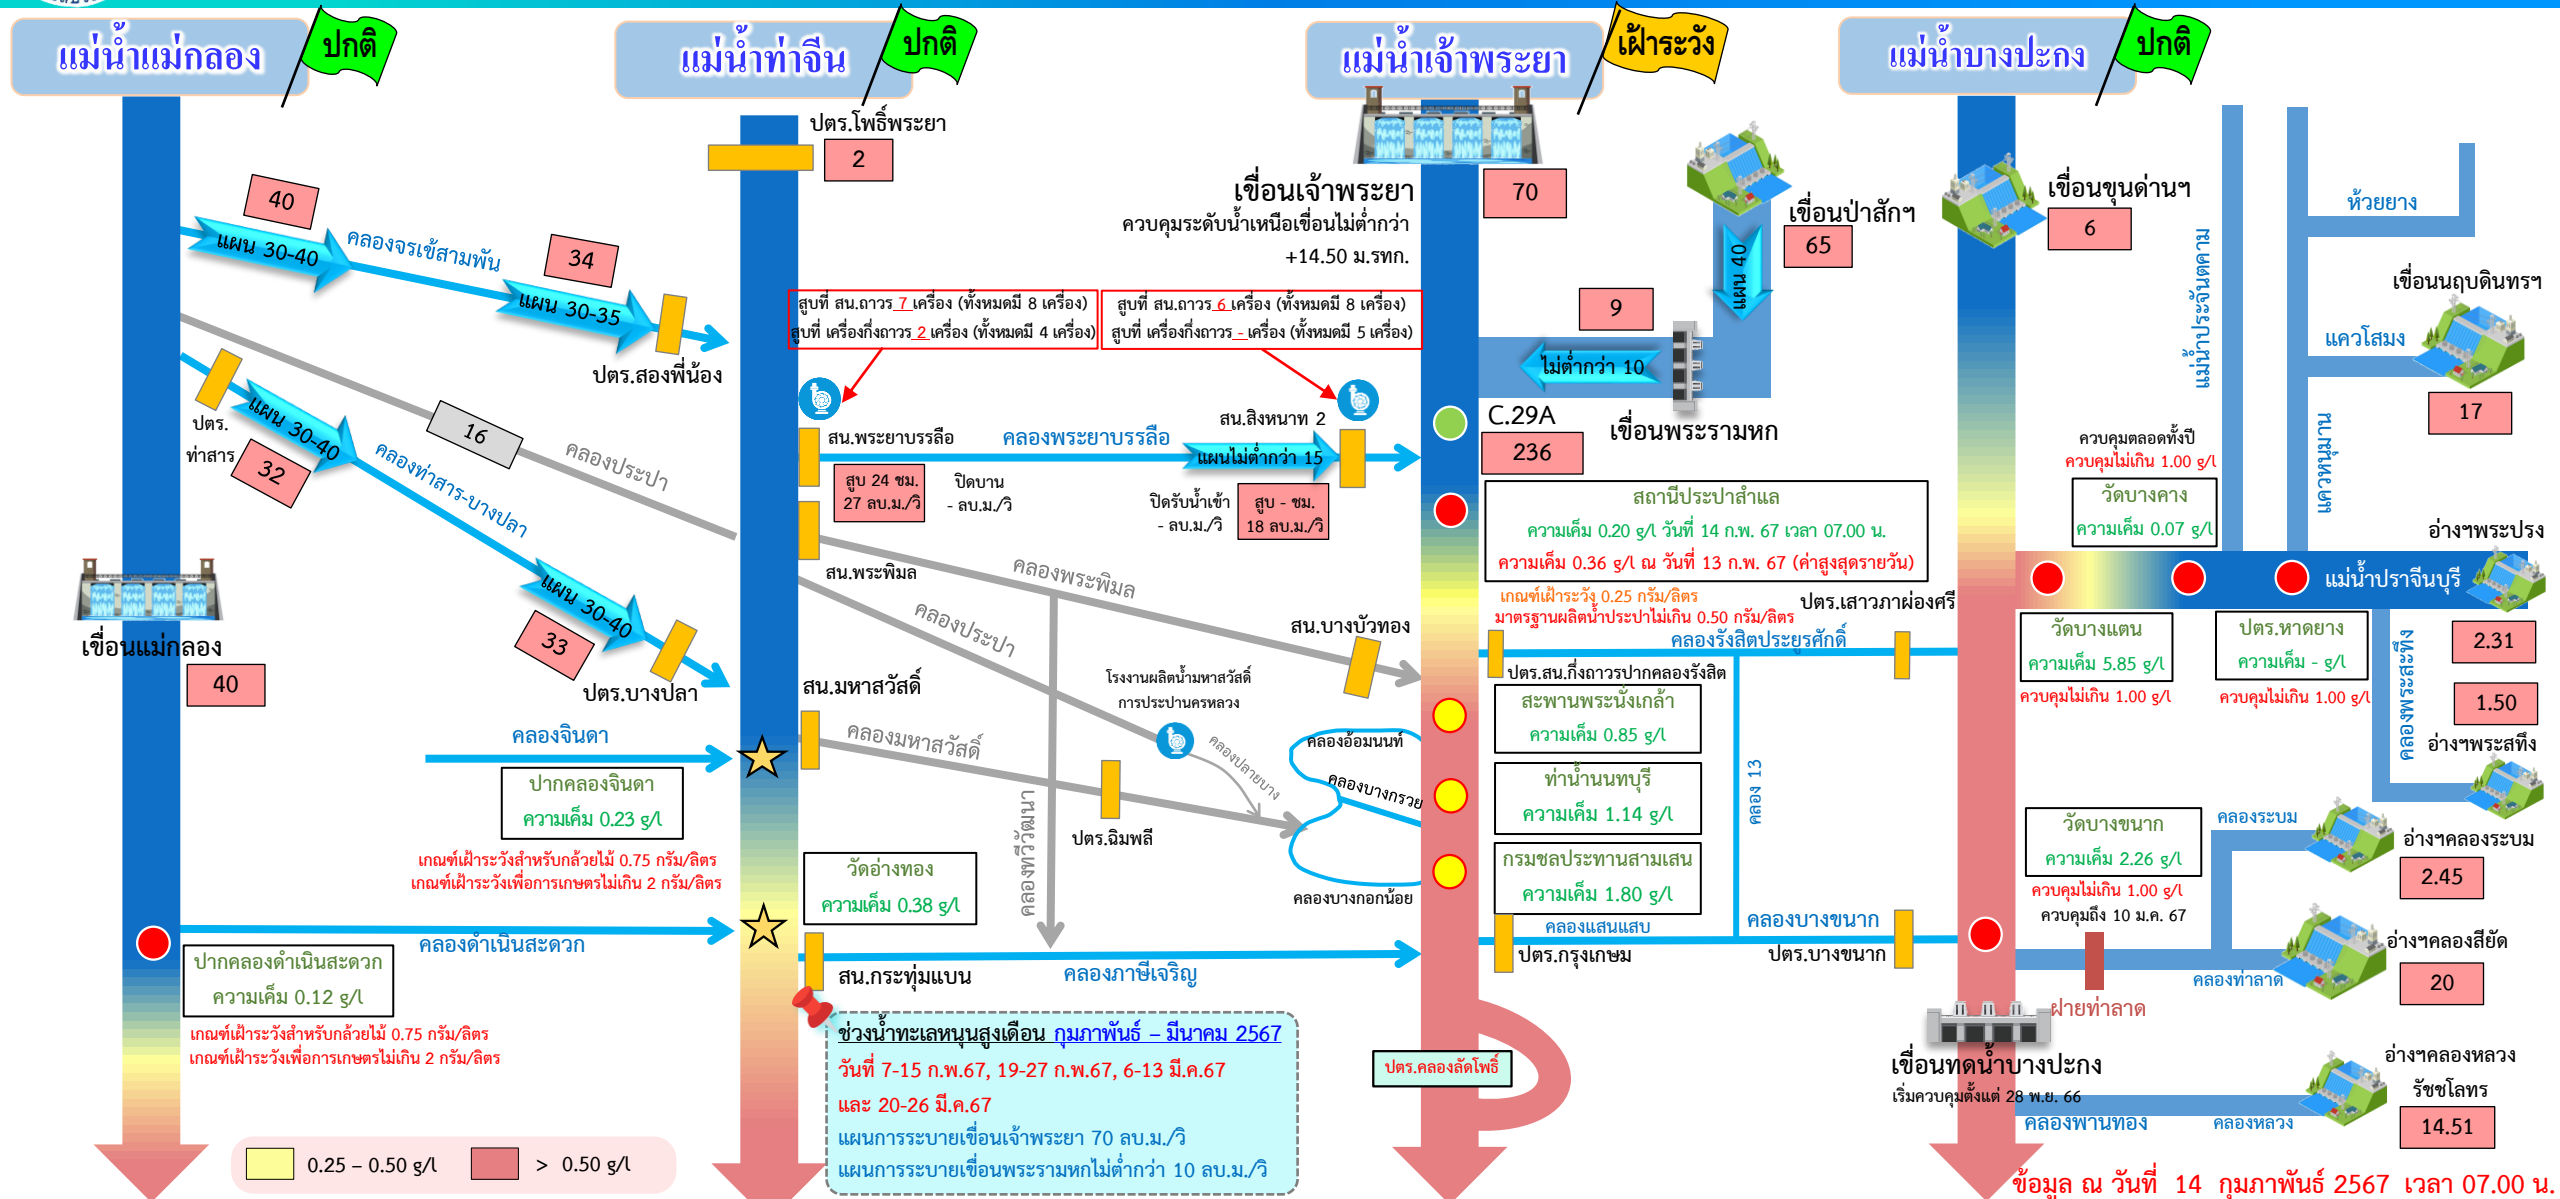 แม่น้ำแม่กลอง
ปกติ
แม่น้ำท่าจีน
ปกติ
แม่น้ำเจ้าพระยา
เฝ้าระวัง
แม่น้ำบางปะกง
ปกติ
40
แผน 30-40
คลองจรเข้สามพัน
34
แผน 30-35
ปตร.สองพี่น้อง
ปตร.
ท่าสาร
แผน 30-40
32
16
คลองประปา
คลองท่าสาร-บางปลา
แผน 30-40
33
ปตร.บางปลา
เขื่อนแม่กลอง
40
คลองจินดา
ปากคลองจินดา
ความเค็ม 0.23 g/l
เกณฑ์เฝ้าระวังสำหรับกล้วยไม้ 0.75 กรัม/ลิตร
เกณฑ์เฝ้าระวังเพื่อการเกษตรไม่เกิน 2 กรัม/ลิตร
คลองดำเนินสะดวก
ปากคลองดำเนินสะดวก
ความเค็ม 0.12 g/l
เกณฑ์เฝ้าระวังสำหรับกล้วยไม้ 0.75 กรัม/ลิตร
เกณฑ์เฝ้าระวังเพื่อการเกษตรไม่เกิน 2 กรัม/ลิตร
0.25 – 0.50 g/l
> 0.50 g/l
ปตร.โพธิ์พระยา
2
สูบที่ สน.ถาวร 7 เครื่อง (ทั้งหมดมี 8 เครื่อง)
สูบที่ เครื่องกึ่งถาวร 2 เครื่อง (ทั้งหมดมี 4 เครื่อง)
สูบที่ สน.ถาวร 6 เครื่อง (ทั้งหมดมี 8 เครื่อง)
สูบที่ เครื่องกึ่งถาวร - เครื่อง (ทั้งหมดมี 5 เครื่อง)
สน.พระยาบรรลือ
คลองพระยาบรรลือ
สน.สิงหนาท 2
แผนไม่ต่ำกว่า 15
สูบ 24 ชม.
27 ลบ.ม./วิ
ปิดบาน
- ลบ.ม./วิ
ปิดรับน้ำเข้า
- ลบ.ม./วิ
สูบ - ชม.
18 ลบ.ม./วิ
สน.พระพิมล
คลองพระพิมล
คลองประปา
สน.บางบัวทอง
สน.มหาสวัสดิ์
คลองมหาสวัสดิ์
โรงงานผลิตน้ำมหาสวัสดิ์
การประปานครหลวง
คลองปลายบาง
ปตร.ฉิมพลี
คลองทวีวัฒนา
คลองอ้อมนนท์
คลองบางกรวย
คลองบางกอกน้อย
วัดอ่างทอง
ความเค็ม 0.38 g/l
สน.กระทุ่มแบน
คลองภาษีเจริญ
ช่วงน้ำทะเลหนุนสูงเดือน กุมภาพันธ์ – มีนาคม 2567
วันที่ 7-15 ก.พ.67, 19-27 ก.พ.67, 6-13 มี.ค.67
และ 20-26 มี.ค.67
แผนการระบายเขื่อนเจ้าพระยา 70 ลบ.ม./วิ
แผนการระบายเขื่อนพระรามหกไม่ต่ำกว่า 10 ลบ.ม./วิ
เขื่อนเจ้าพระยา
ควบคุมระดับน้ำเหนือเขื่อนไม่ต่ำกว่า
+14.50 ม.รทก.
70
เขื่อนป่าสักฯ
65
แผน 40
9
ไม่ต่ำกว่า 10
เขื่อนพระรามหก
C.29A
236
สถานีประปาสำแล
ความเค็ม 0.20 g/l วันที่ 14 ก.พ. 67 เวลา 07.00 น.
ความเค็ม 0.36 g/l ณ วันที่ 13 ก.พ. 67 (ค่าสูงสุดรายวัน)
เกณฑ์เฝ้าระวัง 0.25 กรัม/ลิตร
มาตรฐานผลิตน้ำประปาไม่เกิน 0.50 กรัม/ลิตร
ปตร.เสาวภาผ่องศรี
คลองรังสิตประยูรศักดิ์
ปตร.สน.กึ่งถาวรปากคลองรังสิต
สะพานพระนั่งเกล้า
ความเค็ม 0.85 g/l
ท่าน้ำนนทบุรี
ความเค็ม 1.14 g/l
กรมชลประทานสามเสน
ความเค็ม 1.80 g/l
คลอง 13
คลองแสนแสบ
คลองบางขนาก
ปตร.กรุงเกษม
ปตร.บางขนาก
ปตร.คลองลัดโพธิ์
เขื่อนขุนด่านฯ
6
แม่น้ำประจันตคาม
ห้วยยาง
เขื่อนนฤบดินทรฯ
แควโสมง
17
แควหนุมาน
ควบคุมตลอดทั้งปี
ควบคุมไม่เกิน 1.00 g/l
วัดบางคาง
ความเค็ม 0.07 g/l
อ่างฯพระปรง
แม่น้ำปราจีนบุรี
2.31
วัดบางแตน
ความเค็ม 5.85 g/l
ควบคุมไม่เกิน 1.00 g/l
ปตร.หาดยาง
ความเค็ม - g/l
ควบคุมไม่เกิน 1.00 g/l
คลองพระสะทึง
1.50
อ่างฯพระสทึง
วัดบางขนาก
ความเค็ม 2.26 g/l
ควบคุมไม่เกิน 1.00 g/l
ควบคุมถึง 10 ม.ค. 67
คลองระบม
อ่างฯคลองระบม
2.45
อ่างฯคลองสียัด
20
คลองท่าลาด
ฝายท่าลาด
เขื่อนทดน้ำบางปะกง
เริ่มควบคุมตั้งแต่ 28 พ.ย. 66
คลองพานทอง
คลองหลวง
อ่างฯคลองหลวง
รัชชโลทร
14.51
ข้อมูล ณ วันที่ 14 กุมภาพันธ์ 2567 เวลา 07.00 น.